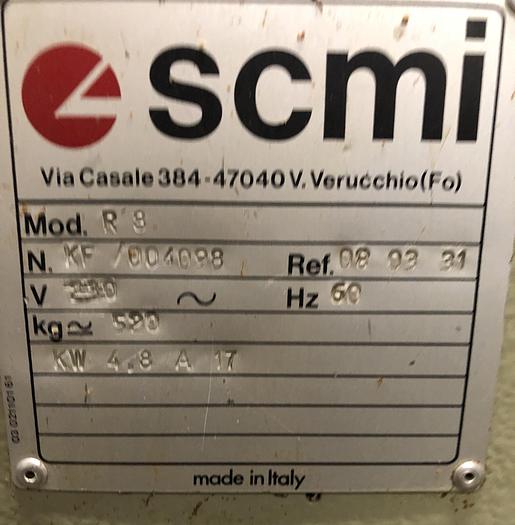 scmi
Via Casale 384-47040 V. Verucchio (Fo)
Mod. R 9
N. KF /004098 Ref. 08 03 31
V ~ Hz 60
kg ≃ 520
KW 4.8 A 17
made in Italy